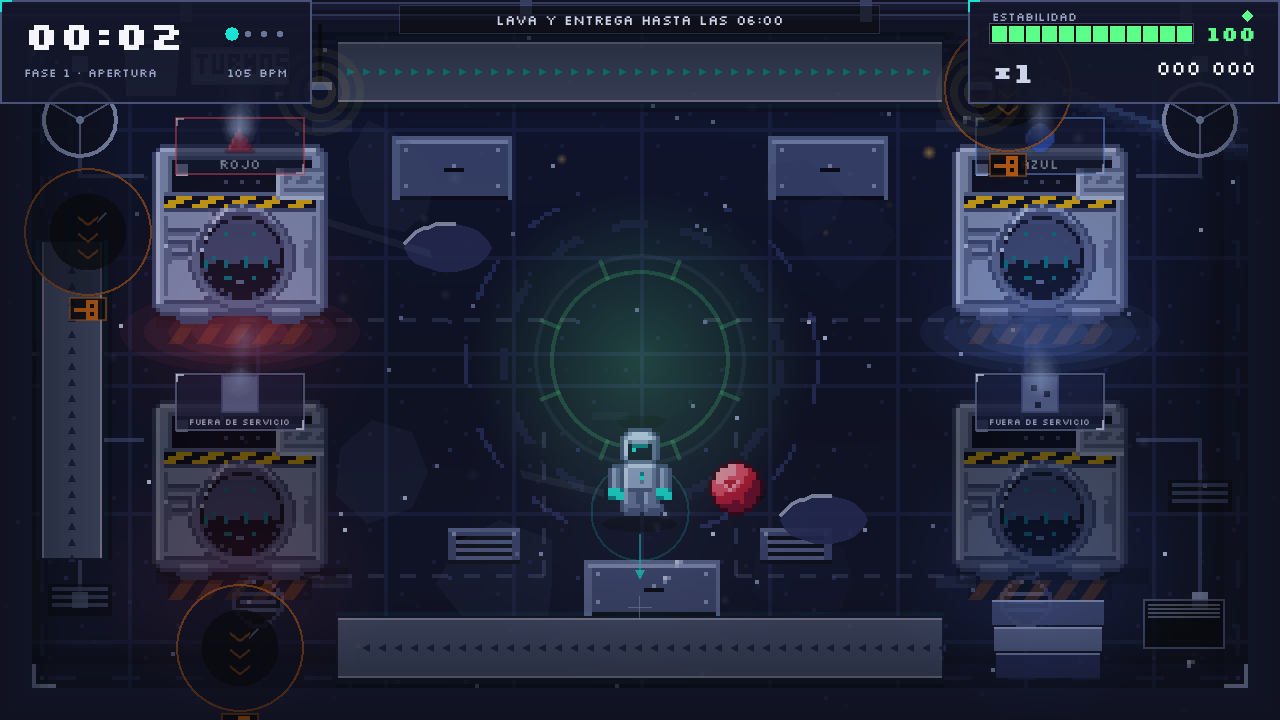 00:02
FASE 1 · APERTURA
105 BPM
LAVA Y ENTREGA HASTA LAS 06:00
ESTABILIDAD
100
x1
000 000
TURNOS
ROJO
AZUL
FUERA DE SERVICIO
FUERA DE SERVICIO